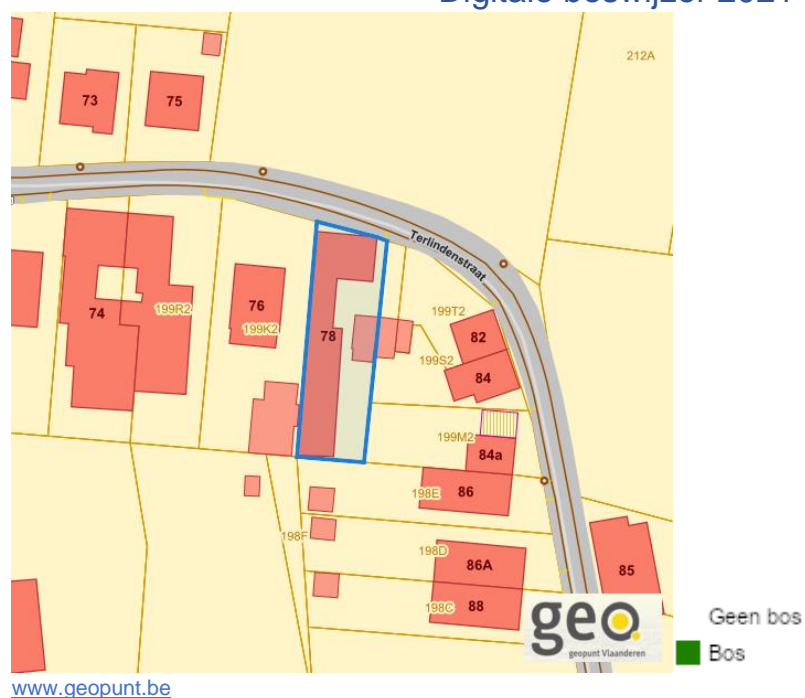 Digitale boswijzer 2021
212A
73
75
Terlindenstraat
74
199R2
76
199K2
78
199T2
82
199S2
84
199M2
84a
198E
86
198F
198D
86A
198C
88
85
geo
geopunt Vlaanderen
Geen bos
Bos
www.geopunt.be